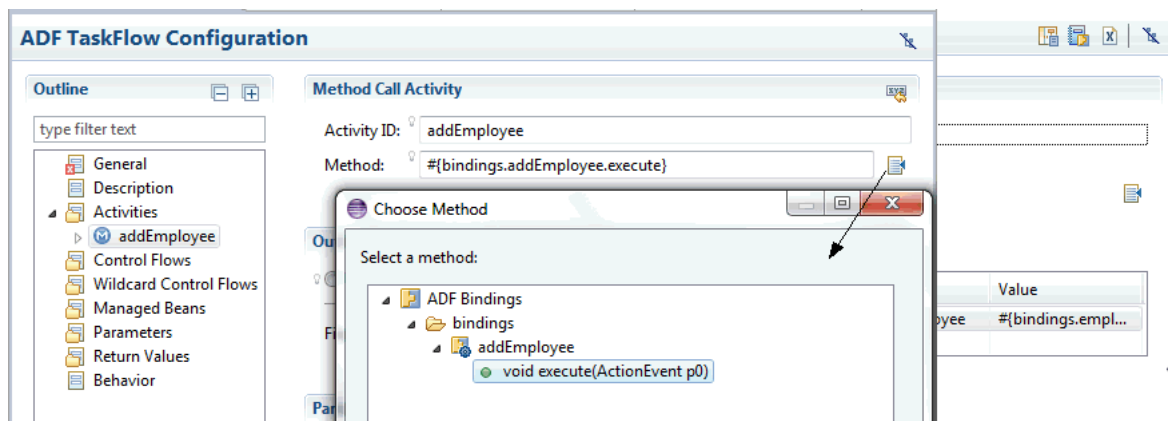 ADF TaskFlow Configuration
Outline
type filter text
General
Description
Activities
addEmployee
Control Flows
Wildcard Control Flows
Managed Beans
Parameters
Return Values
Behavior
Method Call Activity
Activity ID: addEmployee
Method: #{bindings.addEmployee.execute}
Choose Method
Select a method:
ADF Bindings
bindings
addEmployee
void execute(ActionEvent p0)
Value
#{bindings.empl...